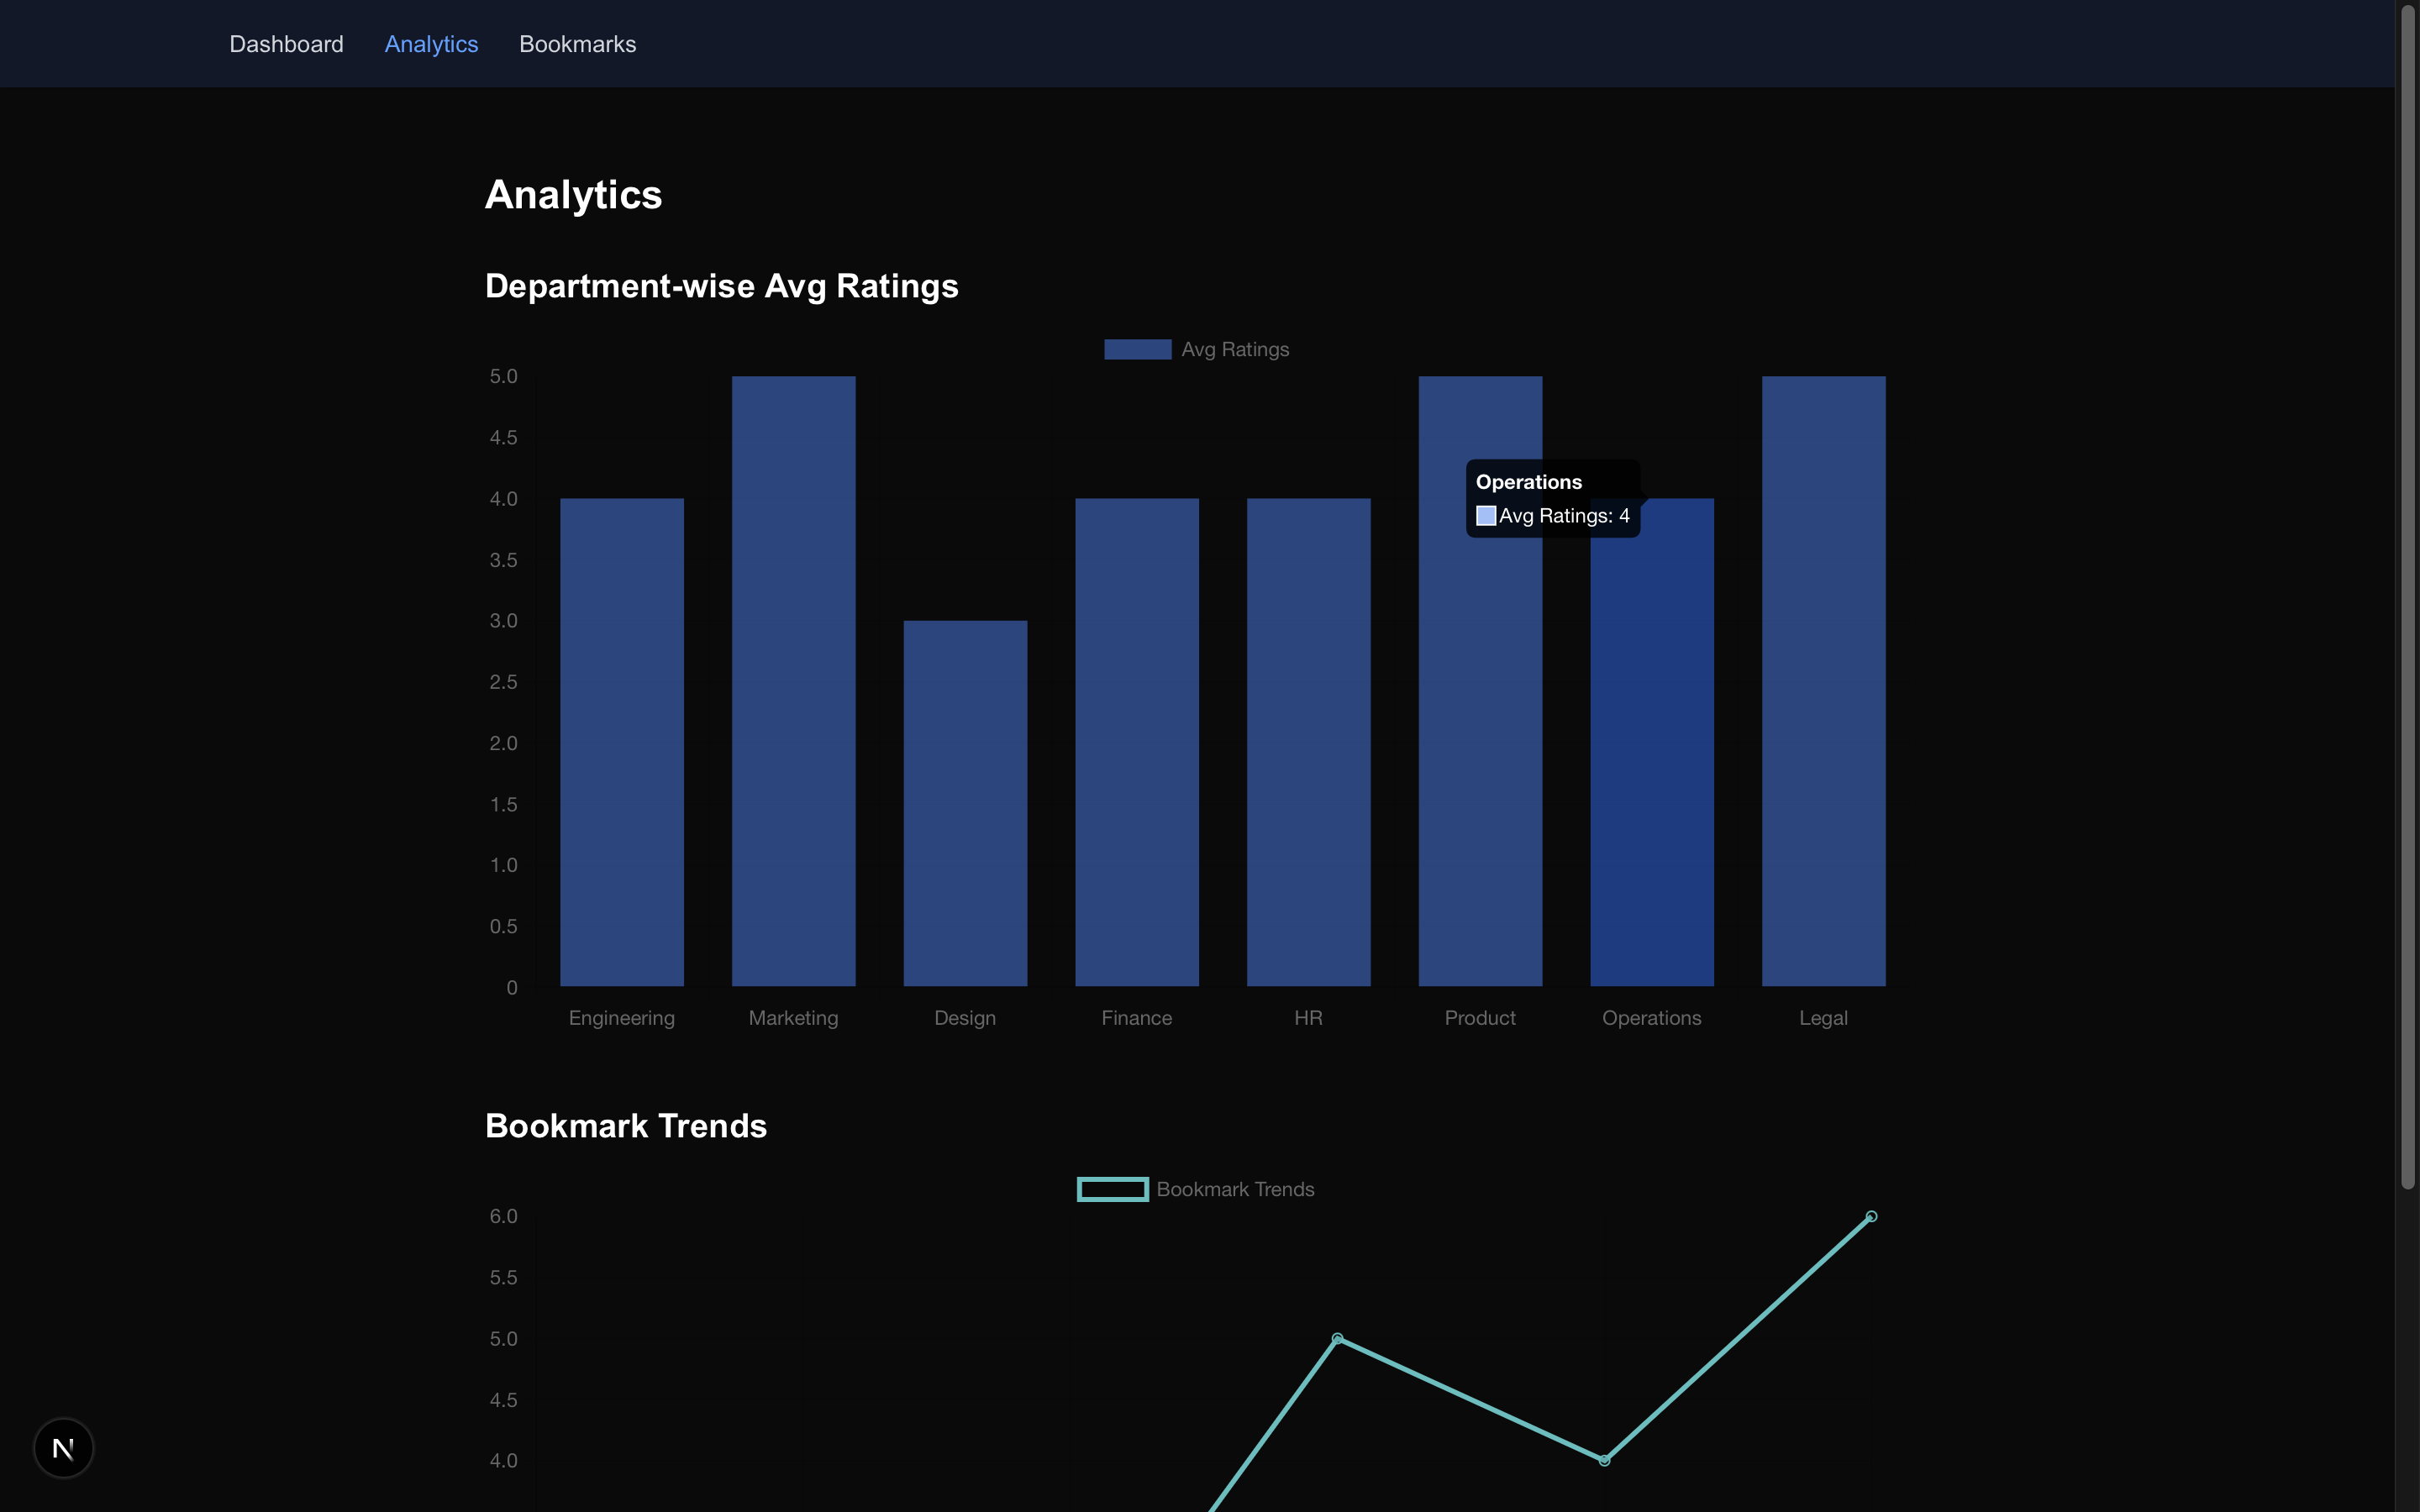 Dashboard Analytics Bookmarks
Analytics
Department-wise Avg Ratings
Avg Ratings
5.0
4.5
4.0
3.5
3.0
2.5
2.0
1.5
1.0
0.5
0
Operations
Avg Ratings: 4
Engineering Marketing Design Finance HR Product Operations Legal
Bookmark Trends
Bookmark Trends
6.0
5.5
5.0
4.5
4.0
N